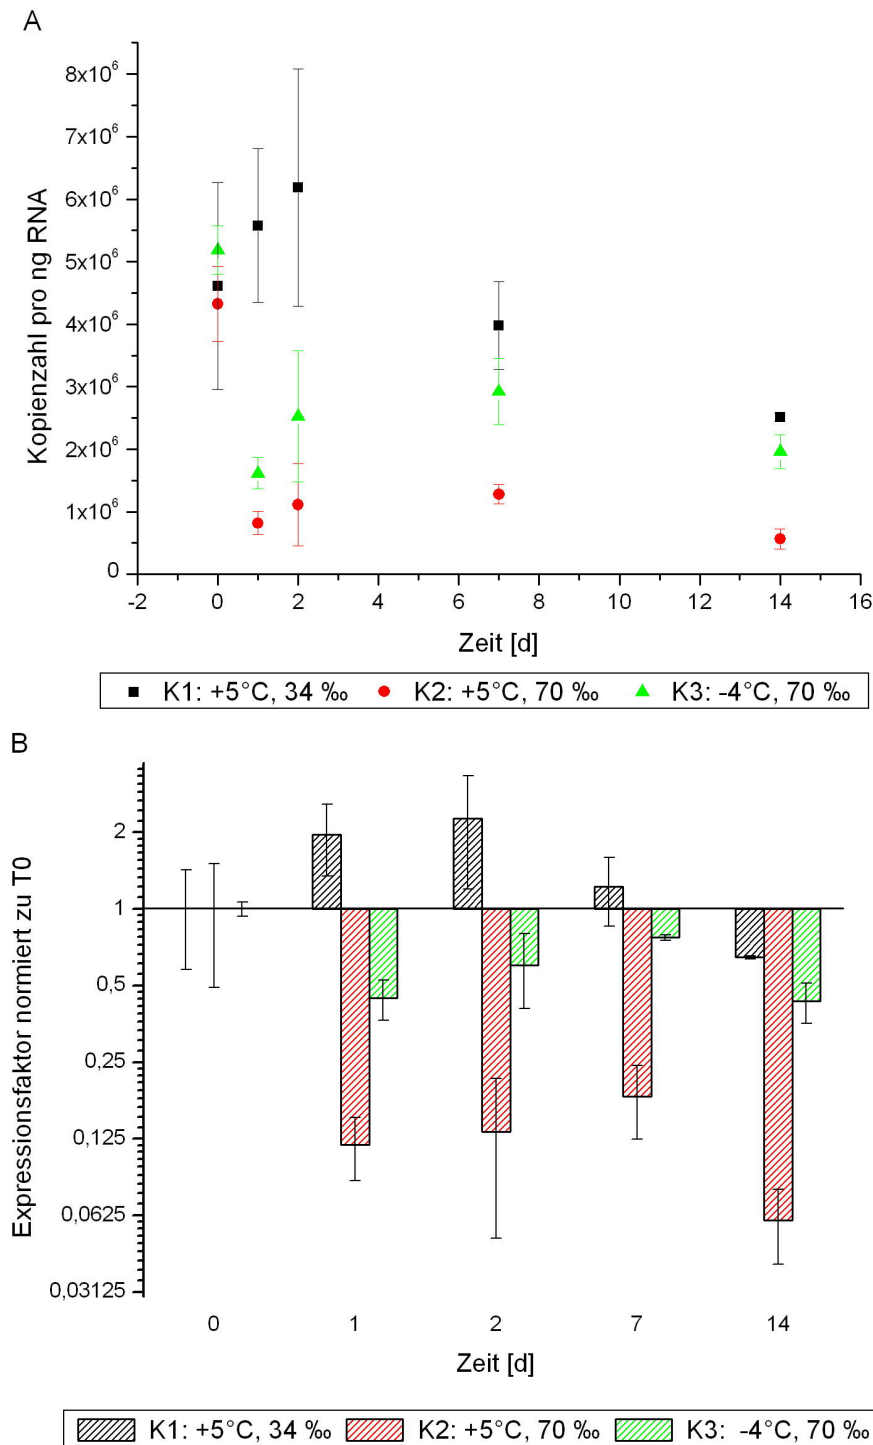 A
8x10⁶
7x10⁶
6x10⁶
5x10⁶
4x10⁶
3x10⁶
2x10⁶
1x10⁶
0
Kopienzahl pro ng RNA
-2 0 2 4 6 8 10 12 14 16
Zeit [d]
K1: +5°C, 34 ‰ K2: +5°C, 70 ‰ K3: -4°C, 70 ‰
B
2
1
0,5
0,25
0,125
0,0625
0,03125
Expressionsfaktor normiert zu T0
0 1 2 7 14
Zeit [d]
K1: +5°C, 34 ‰ K2: +5°C, 70 ‰ K3: -4°C, 70 ‰